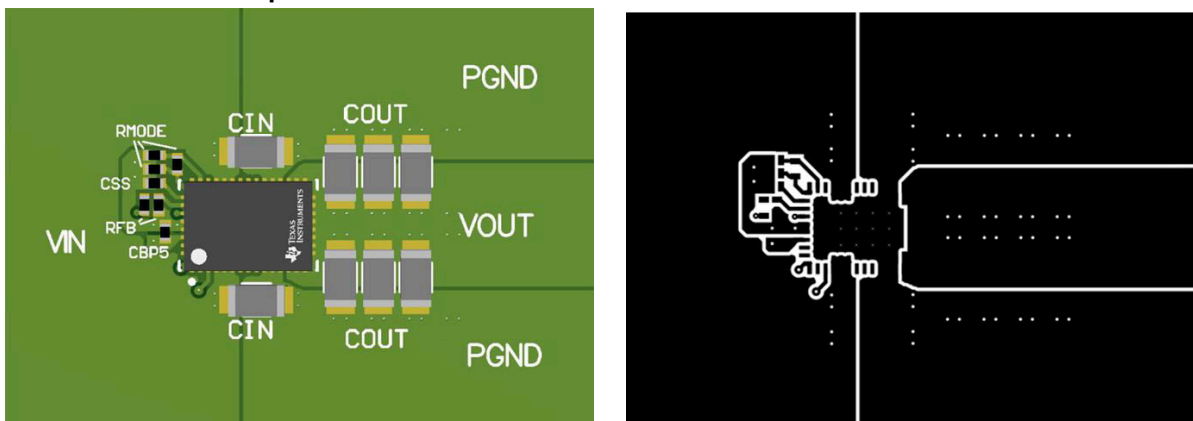 PGND
COUT
CIN
RMODE
CSS
TEXAS
INSTRUMENTS
RFB
VIN
VOUT
CBP5
CIN
COUT
PGND